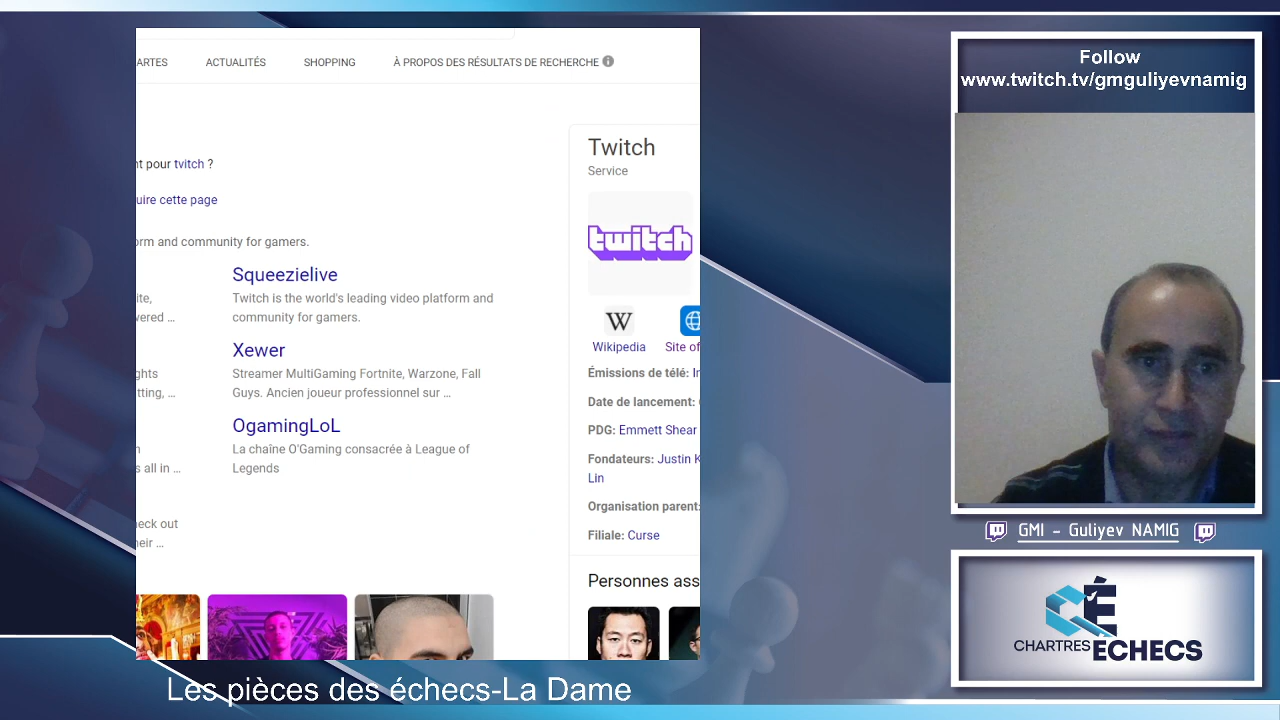 Follow
www.twitch.tv/gmguliyevnamig
ARTES ACTUALITÉS SHOPPING À PROPOS DES RÉSULTATS DE RECHERCHE
nt pour tvitch ?
uire cette page
orm and community for gamers.
Squeezielive
ite, Twitch is the world's leading video platform and
vered … community for gamers.
Xewer
ghts Streamer MultiGaming Fortnite, Warzone, Fall
tting, … Guys. Ancien joueur professionnel sur …
OgamingLoL
n La chaîne O'Gaming consacrée à League of
s all in … Legends
eck out
heir …
Twitch
Service
twitch
W
Wikipedia Site of
Émissions de télé: In
Date de lancement:
PDG: Emmett Shear
Fondateurs: Justin K
Lin
Organisation parent:
Filiale: Curse
Personnes ass
GMI - Guliyev NAMIG
CÉ
CHARTRES ÉCHECS
Les pièces des échecs-La Dame